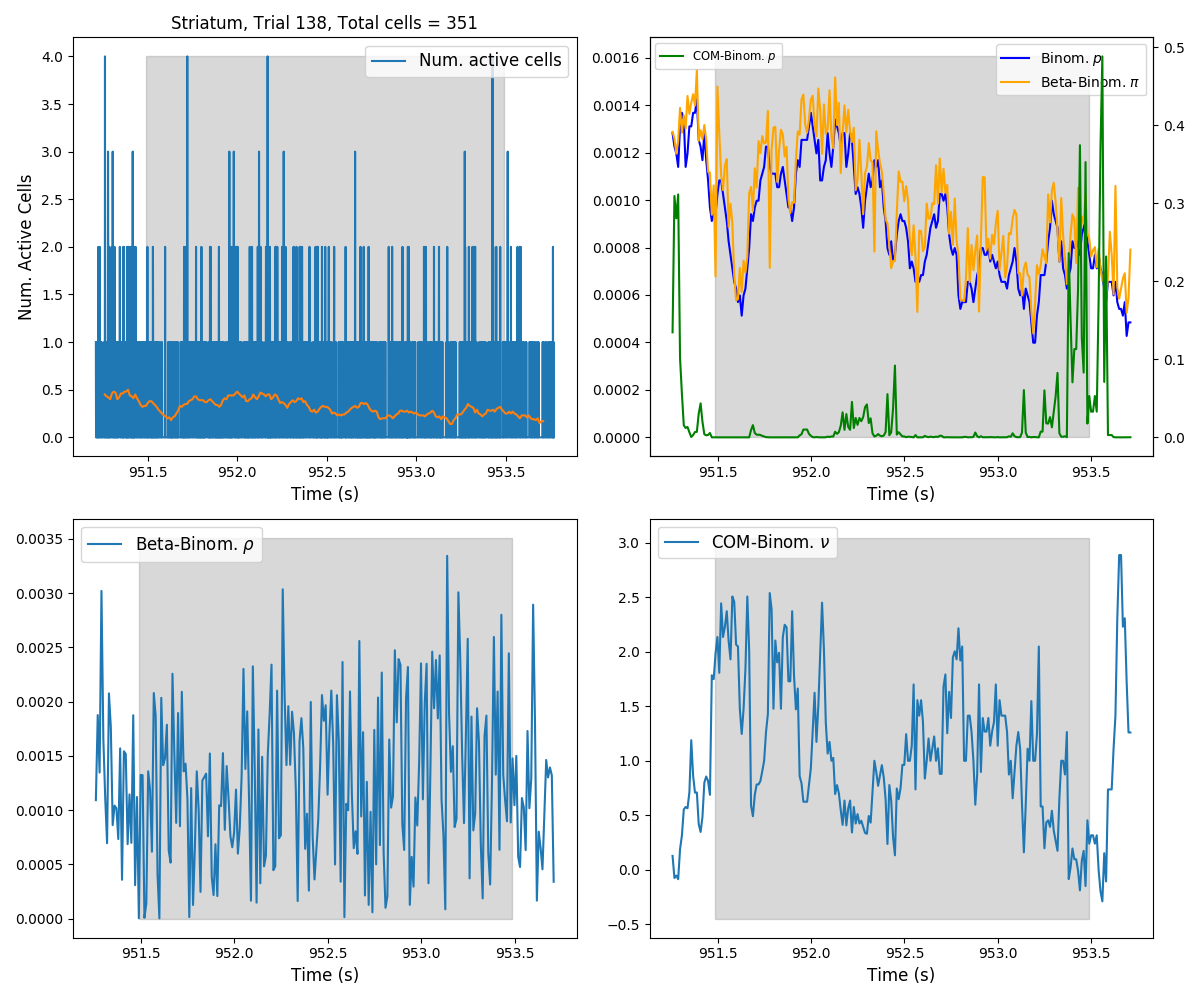 Striatum, Trial 138, Total cells = 351
Num. active cells
Num. Active Cells
4.0
3.5
3.0
2.5
2.0
1.5
1.0
0.5
0.0
951.5 952.0 952.5 953.0 953.5
Time (s)
COM-Binom. p
Binom. p
Beta-Binom. π
0.0016
0.0014
0.0012
0.0010
0.0008
0.0006
0.0004
0.0002
0.0000
0.5
0.4
0.3
0.2
0.1
0.0
951.5 952.0 952.5 953.0 953.5
Time (s)
Beta-Binom. ρ
0.0035
0.0030
0.0025
0.0020
0.0015
0.0010
0.0005
0.0000
951.5 952.0 952.5 953.0 953.5
Time (s)
COM-Binom. ν
3.0
2.5
2.0
1.5
1.0
0.5
0.0
−0.5
951.5 952.0 952.5 953.0 953.5
Time (s)